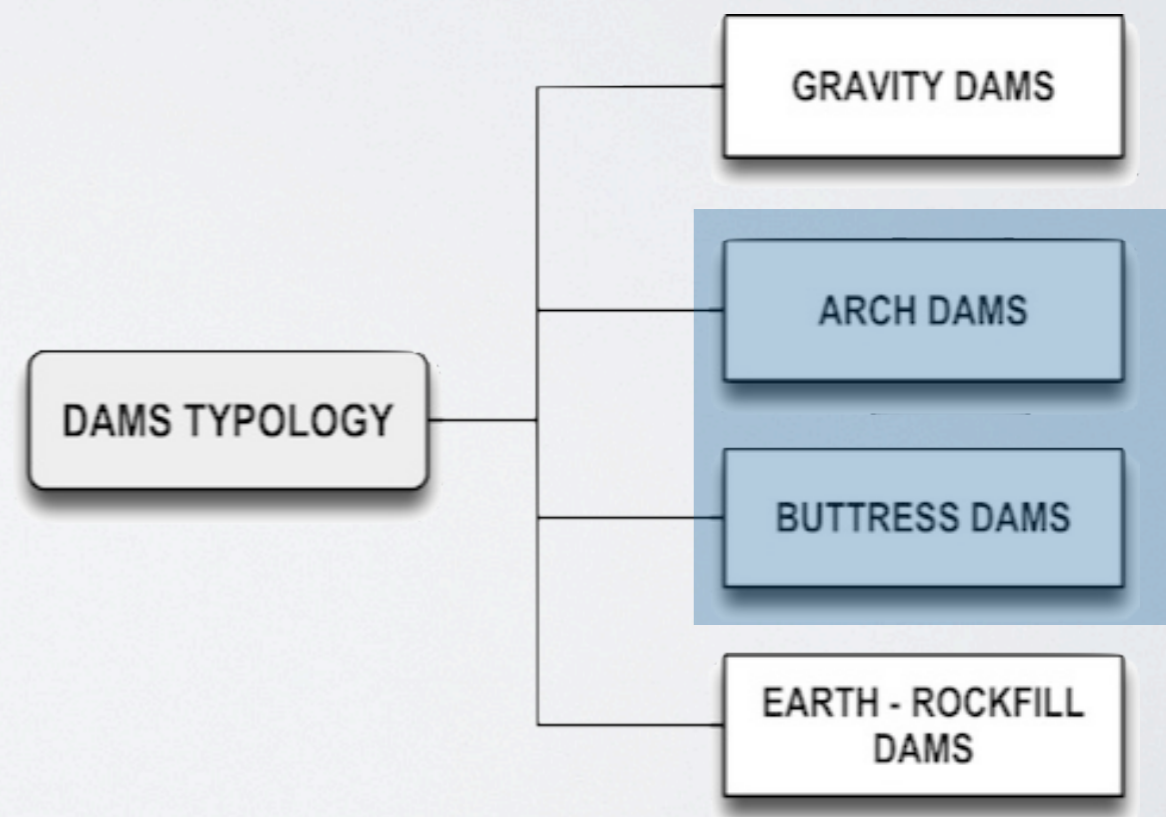 GRAVITY DAMS
ARCH DAMS
DAMS TYPOLOGY
BUTTRESS DAMS
EARTH - ROCKFILL
DAMS